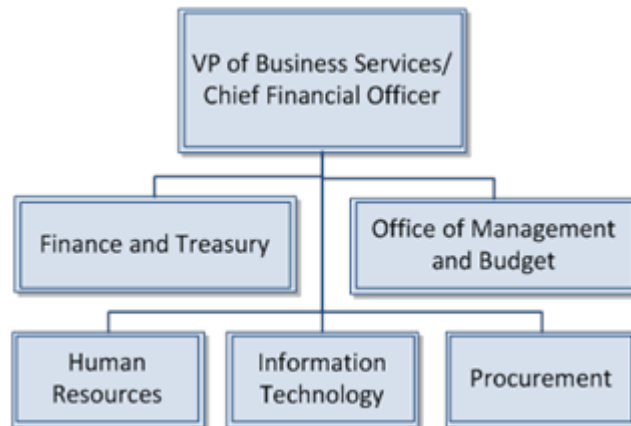 VP of Business Services/
Chief Financial Officer
Finance and Treasury
Office of Management
and Budget
Human
Resources
Information
Technology
Procurement